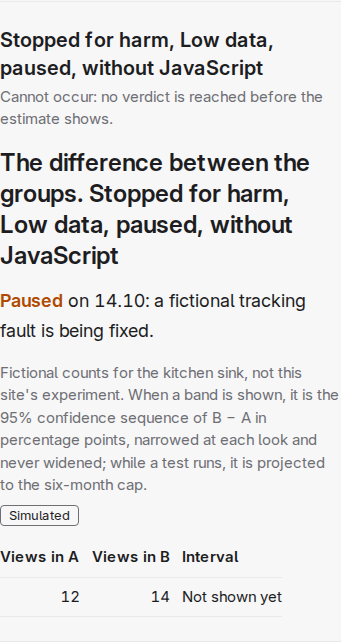 Stopped for harm, Low data,
paused, without JavaScript
Cannot occur: no verdict is reached before the
estimate shows.
The difference between the
groups. Stopped for harm,
Low data, paused, without
JavaScript
Paused on 14.10: a fictional tracking
fault is being fixed.
Fictional counts for the kitchen sink, not this
site's experiment. When a band is shown, it is the
95% confidence sequence of B − A in
percentage points, narrowed at each look and
never widened; while a test runs, it is projected
to the six-month cap.
Simulated
Views in A Views in B Interval
12 14 Not shown yet